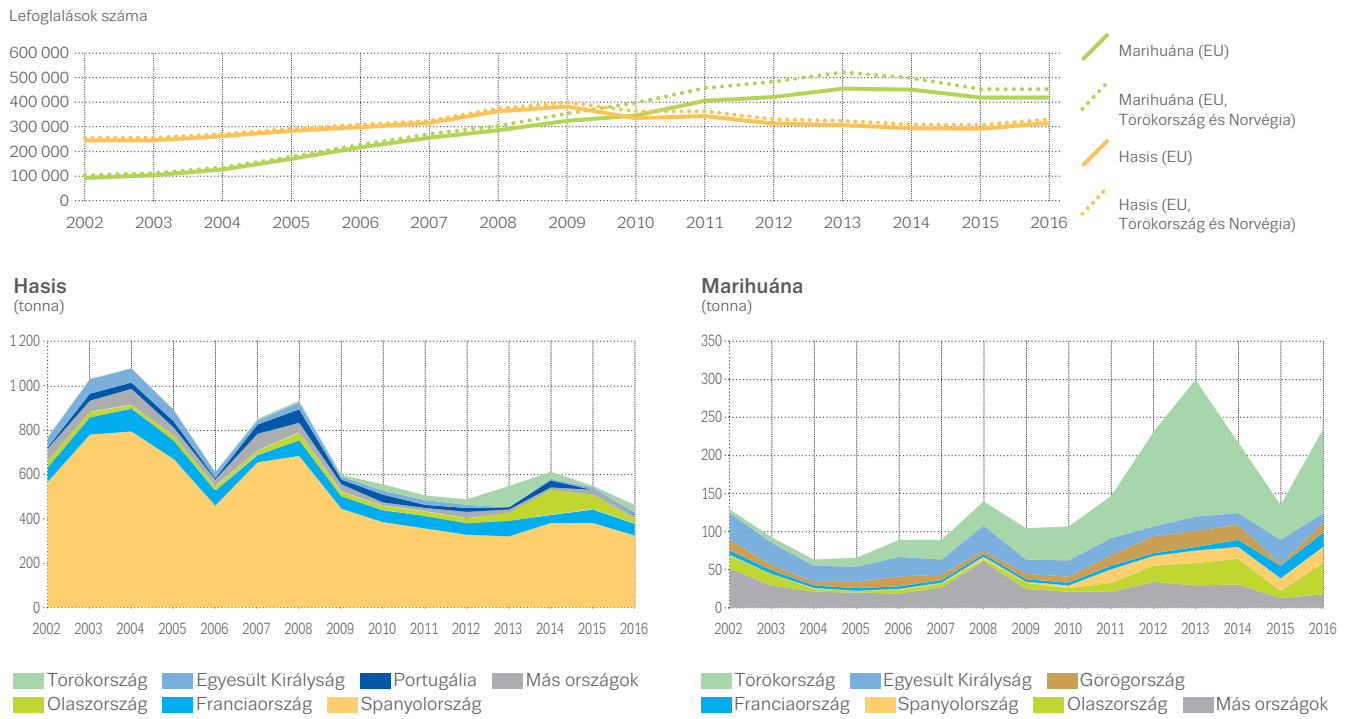 Lefoglalások száma
600 000
500 000
400 000
300 000
200 000
100 000
0
2002 2003 2004 2005 2006 2007 2008 2009 2010 2011 2012 2013 2014 2015 2016
Marihuána (EU)
Marihuána (EU,
Törökország és Norvégia)
Hasis (EU)
Hasis (EU,
Törökország és Norvégia)
Hasis
(tonna)
1 200
1 000
800
600
400
200
0
2002 2003 2004 2005 2006 2007 2008 2009 2010 2011 2012 2013 2014 2015 2016
Törökország Egyesült Királyság Portugália Más országok
Olaszország Franciaország Spanyolország
Marihuána
(tonna)
350
300
250
200
150
100
50
0
2002 2003 2004 2005 2006 2007 2008 2009 2010 2011 2012 2013 2014 2015 2016
Törökország Egyesült Királyság Görögország
Franciaország Spanyolország Olaszország Más országok